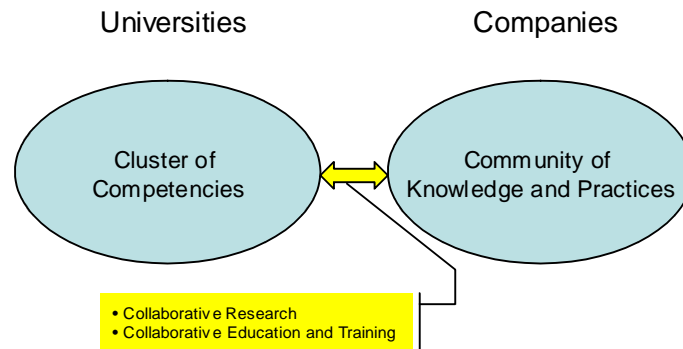 Universities
Companies
Cluster of
Competencies
Community of
Knowledge and Practices
• Collaborative Research
• Collaborative Education and Training